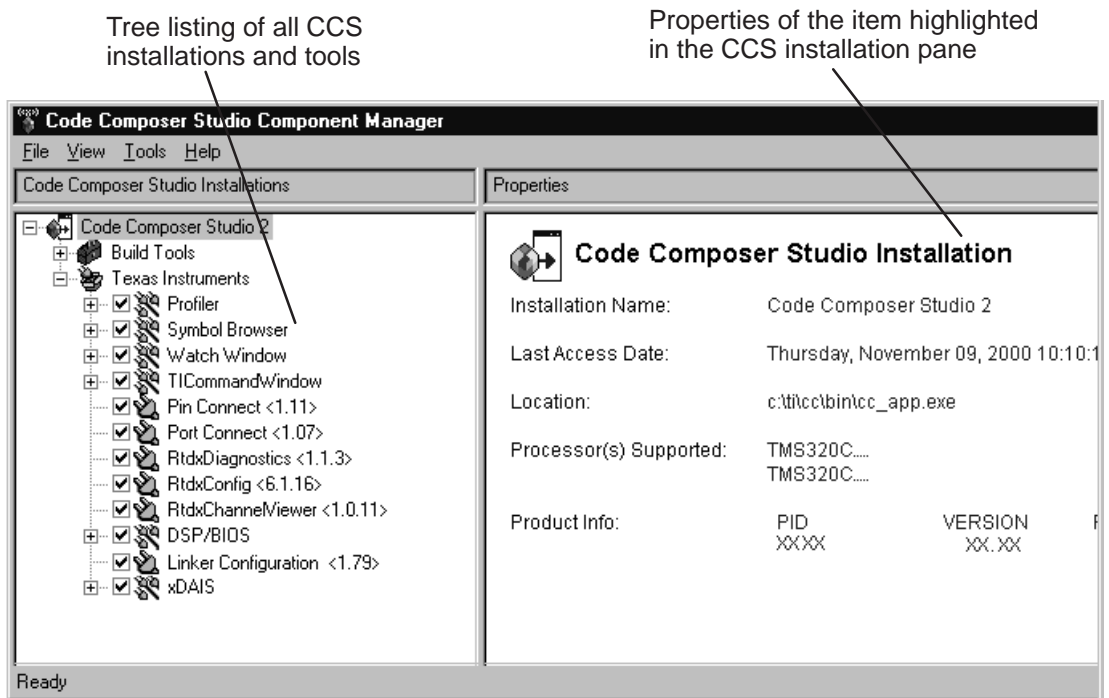 Tree listing of all CCS
installations and tools
Properties of the item highlighted
in the CCS installation pane
Code Composer Studio Component Manager
File View Tools Help
Code Composer Studio Installations
Properties
Code Composer Studio 2
Build Tools
Texas Instruments
Profiler
Symbol Browser
Watch Window
TICommandWindow
Pin Connect <1.11>
Port Connect <1.07>
RtdxDiagnostics <1.1.3>
RtdxConfig <6.1.16>
RtdxChannelViewer <1.0.11>
DSP/BIOS
Linker Configuration <1.79>
xDAIS
Code Composer Studio Installation
Installation Name: Code Composer Studio 2
Last Access Date: Thursday, November 09, 2000 10:10:1
Location: c:\ti\cc\bin\cc_app.exe
Processor(s) Supported: TMS320C.....
TMS320C.....
Product Info: PID VERSION
XXXX XX.XX
Ready